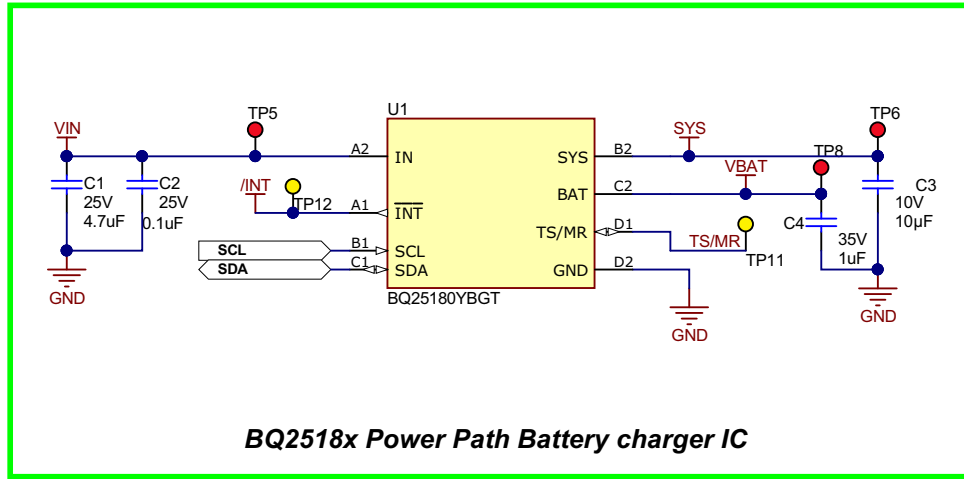 U1
TP5
TP6
VIN
SYS
TP8
A2
IN
SYS
B2
VBAT
C1
25V
4.7uF
C2
25V
0.1uF
/INT
TP12
A1
INT
BAT
C2
C3
10V
10µF
C4
35V
1uF
TS/MR
D1
TS/MR
TP11
SCL
B1
SCL
SDA
C1
SDA
GND
D2
BQ25180YBGT
GND
GND
GND
BQ2518x Power Path Battery charger IC